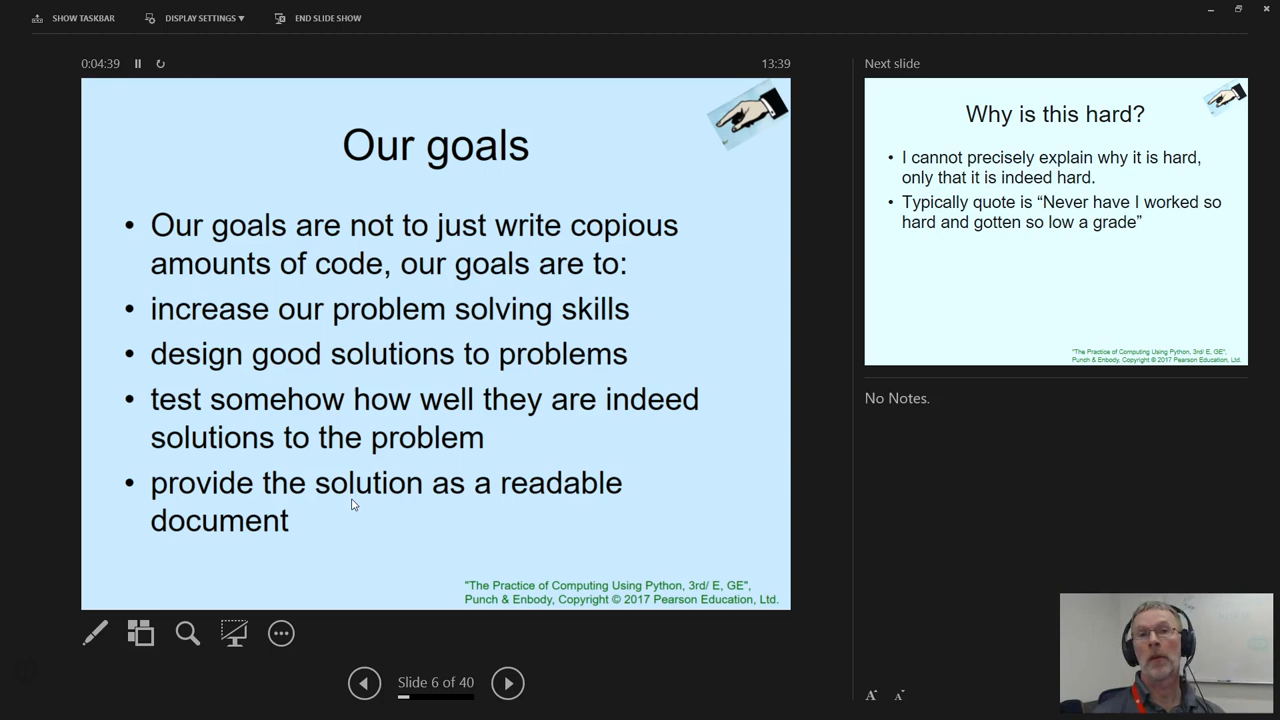 SHOW TASKBAR
DISPLAY SETTINGS ▼
END SLIDE SHOW
0:04:39
13:39
Our goals
• Our goals are not to just write copious
amounts of code, our goals are to:
• increase our problem solving skills
• design good solutions to problems
• test somehow how well they are indeed
solutions to the problem
• provide the solution as a readable
document
"The Practice of Computing Using Python, 3rd/ E, GE",
Punch & Enbody, Copyright © 2017 Pearson Education, Ltd.
Slide 6 of 40
Next slide
Why is this hard?
• I cannot precisely explain why it is hard,
only that it is indeed hard.
• Typically quote is “Never have I worked so
hard and gotten so low a grade”
"The Practice of Computing Using Python, 3rd/ E, GE",
Punch & Enbody, Copyright © 2017 Pearson Education, Ltd.
No Notes.
A A